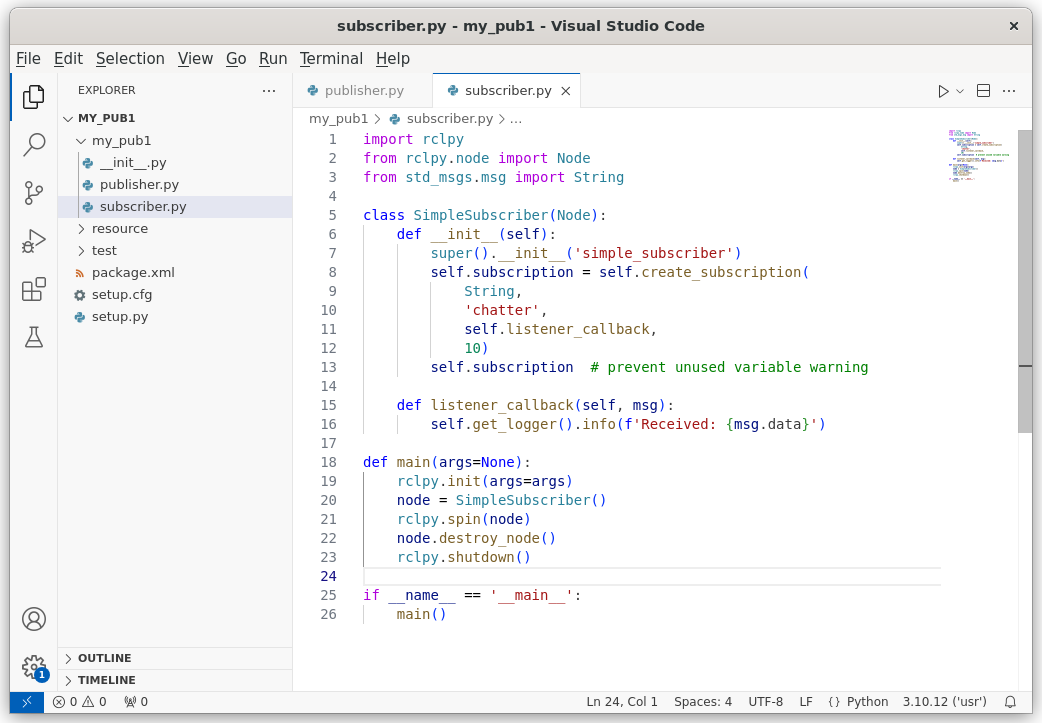 subscriber.py - my_pub1 - Visual Studio Code
File Edit Selection View Go Run Terminal Help
EXPLORER
MY_PUB1
my_pub1
__init__.py
publisher.py
subscriber.py
resource
test
package.xml
setup.cfg
setup.py
OUTLINE
TIMELINE
publisher.py subscriber.py
my_pub1 > subscriber.py > ...
1 import rclpy
2 from rclpy.node import Node
3 from std_msgs.msg import String
4
5 class SimpleSubscriber(Node):
6 def __init__(self):
7 super().__init__('simple_subscriber')
8 self.subscription = self.create_subscription(
9 String,
10 'chatter',
11 self.listener_callback,
12 10)
13 self.subscription  # prevent unused variable warning
14
15 def listener_callback(self, msg):
16 self.get_logger().info(f'Received: {msg.data}')
17
18 def main(args=None):
19 rclpy.init(args=args)
20 node = SimpleSubscriber()
21 rclpy.spin(node)
22 node.destroy_node()
23 rclpy.shutdown()
24
25 if __name__ == '__main__':
26 main()
1
0 0 0 Ln 24, Col 1 Spaces: 4 UTF-8 LF {} Python 3.10.12 ('usr')